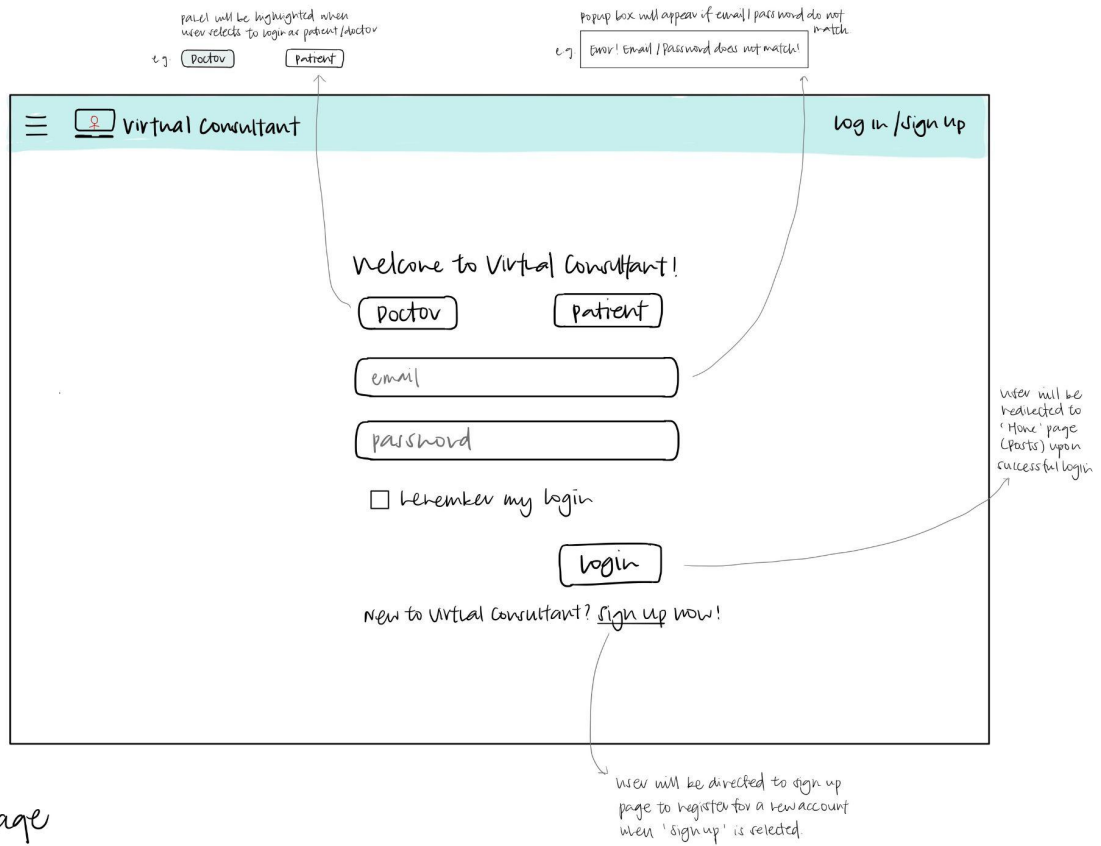 panel will be highlighted when
user selects to login as patient/doctor
e.g. Doctor Patient
popup box will appear if email/password do not
match
e.g. Error! Email/Password does not match!
Virtual Consultant
Log in/Sign up
Welcome to Virtual Consultant!
Doctor Patient
email
password
remember my login
Login
New to Virtual Consultant? Sign up now!
user will be
redirected to
'Home' page
(Posts) upon
successful login
user will be directed to sign up
page to register for a new account
when 'sign up' is selected.